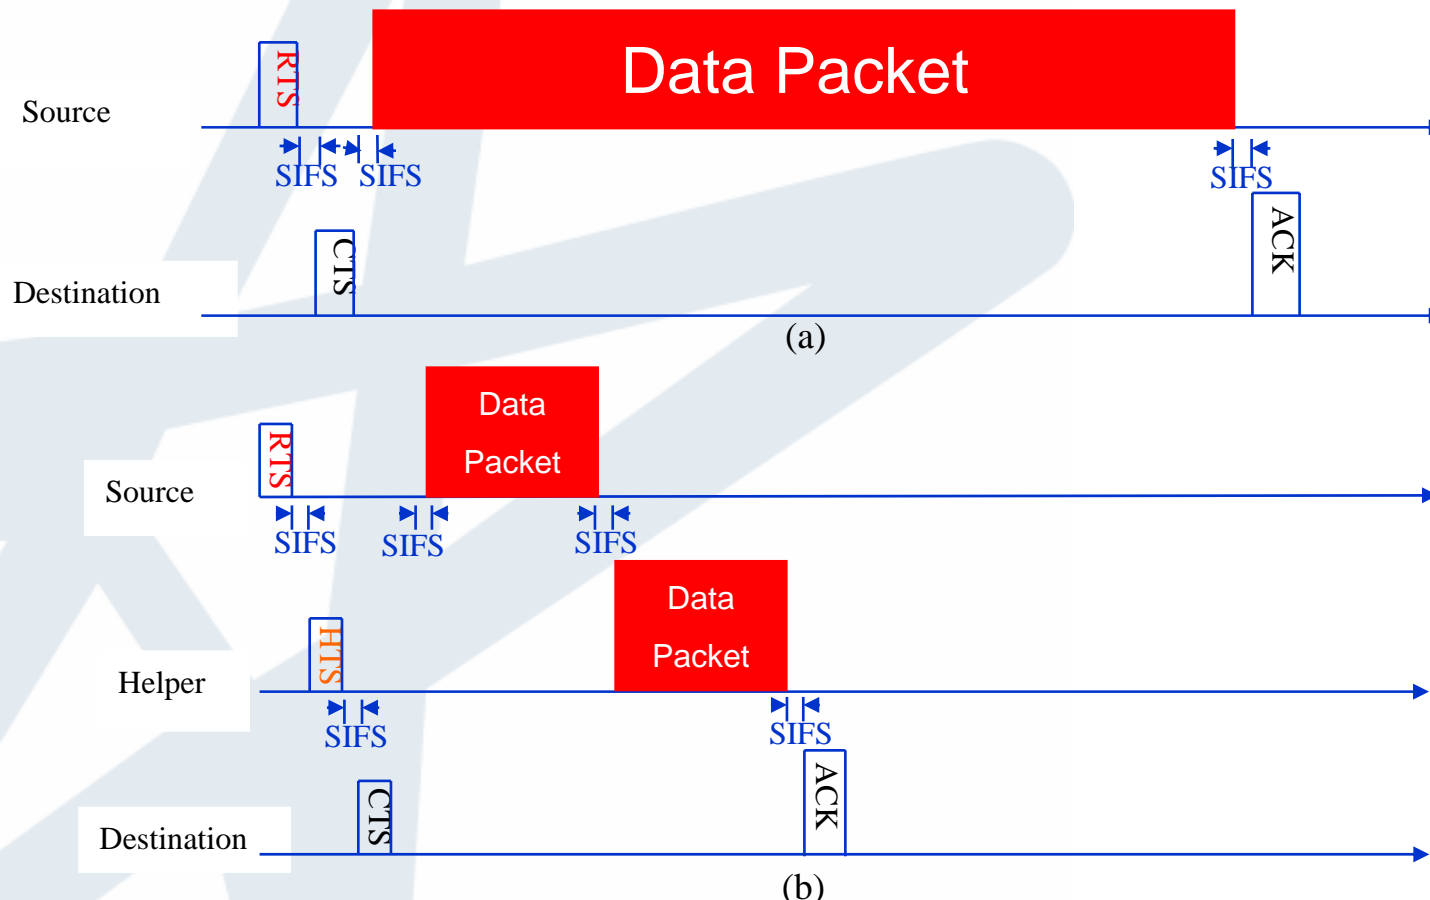 Data Packet
RTS
Source
SIFS SIFS SIFS
CTS
ACK
Destination
(a)
Data
Packet
RTS
Source
SIFS SIFS SIFS
Data
Packet
HTS
Helper
SIFS SIFS
CTS
ACK
Destination
(b)